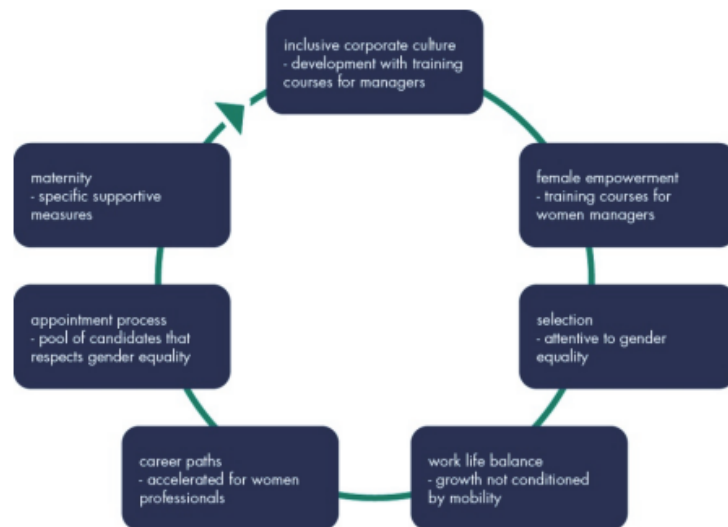 inclusive corporate culture
- development with training
courses for managers
female empowerment
- training courses for
women managers
selection
- attentive to gender
equality
work life balance
- growth not conditioned
by mobility
career paths
- accelerated for women
professionals
appointment process
- pool of candidates that
respects gender equality
maternity
- specific supportive
measures